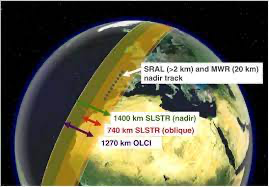 SRAL (>2 km) and MWR (20 km)
nadir track
1400 km SLSTR (nadir)
740 km SLSTR (oblique)
1270 km OLCI